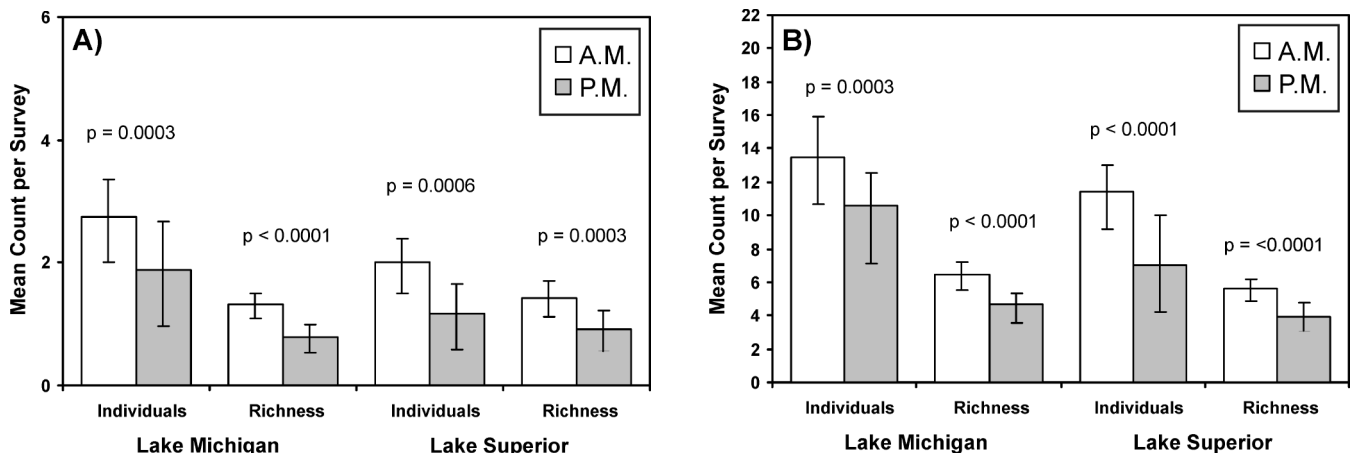 A)
A.M.
P.M.
Mean Count per Survey
6
4
2
0
p = 0.0003
p < 0.0001
p = 0.0006
p = 0.0003
Individuals Richness Individuals Richness
Lake Michigan Lake Superior
B)
A.M.
P.M.
Mean Count per Survey
22
20
18
16
14
12
10
8
6
4
2
0
p = 0.0003
p < 0.0001
p < 0.0001
p = <0.0001
Individuals Richness Individuals Richness
Lake Michigan Lake Superior